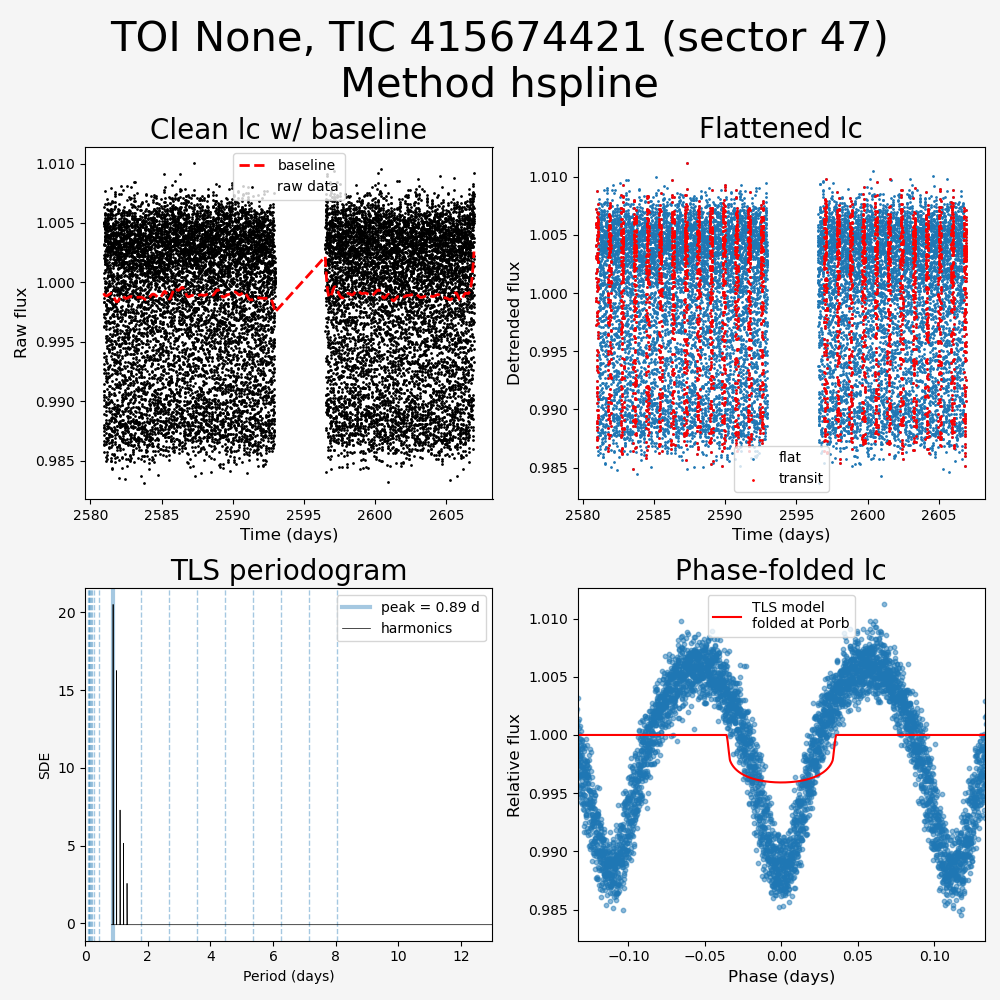 TOI None, TIC 415674421 (sector 47)
Method hspline
Clean lc w/ baseline
Flattened lc
1.010
1.005
1.000
0.995
0.990
0.985
Raw flux
baseline
raw data
2580
2585
2590
2595
2600
2605
Time (days)
1.010
1.005
1.000
0.995
0.990
0.985
Detrended flux
flat
transit
2580
2585
2590
2595
2600
2605
Time (days)
TLS periodogram
Phase-folded lc
20
15
10
5
0
SDE
peak = 0.89 d
harmonics
0
2
4
6
8
10
12
Period (days)
1.010
1.005
1.000
0.995
0.990
0.985
Relative flux
TLS model
folded at Porb
−0.10
−0.05
0.00
0.05
0.10
Phase (days)